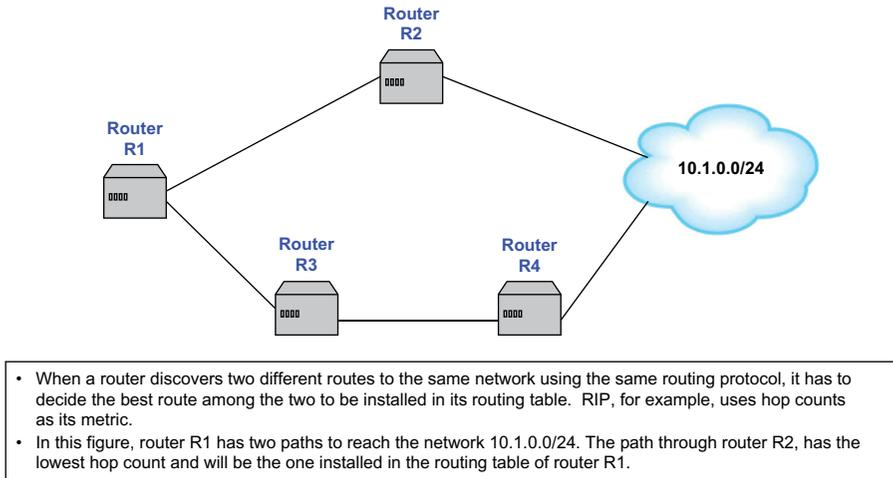 Router
R2
Router
R1
10.1.0.0/24
Router
R3
Router
R4
• When a router discovers two different routes to the same network using the same routing protocol, it has to
decide the best route among the two to be installed in its routing table. RIP, for example, uses hop counts
as its metric.
• In this figure, router R1 has two paths to reach the network 10.1.0.0/24. The path through router R2, has the
lowest hop count and will be the one installed in the routing table of router R1.